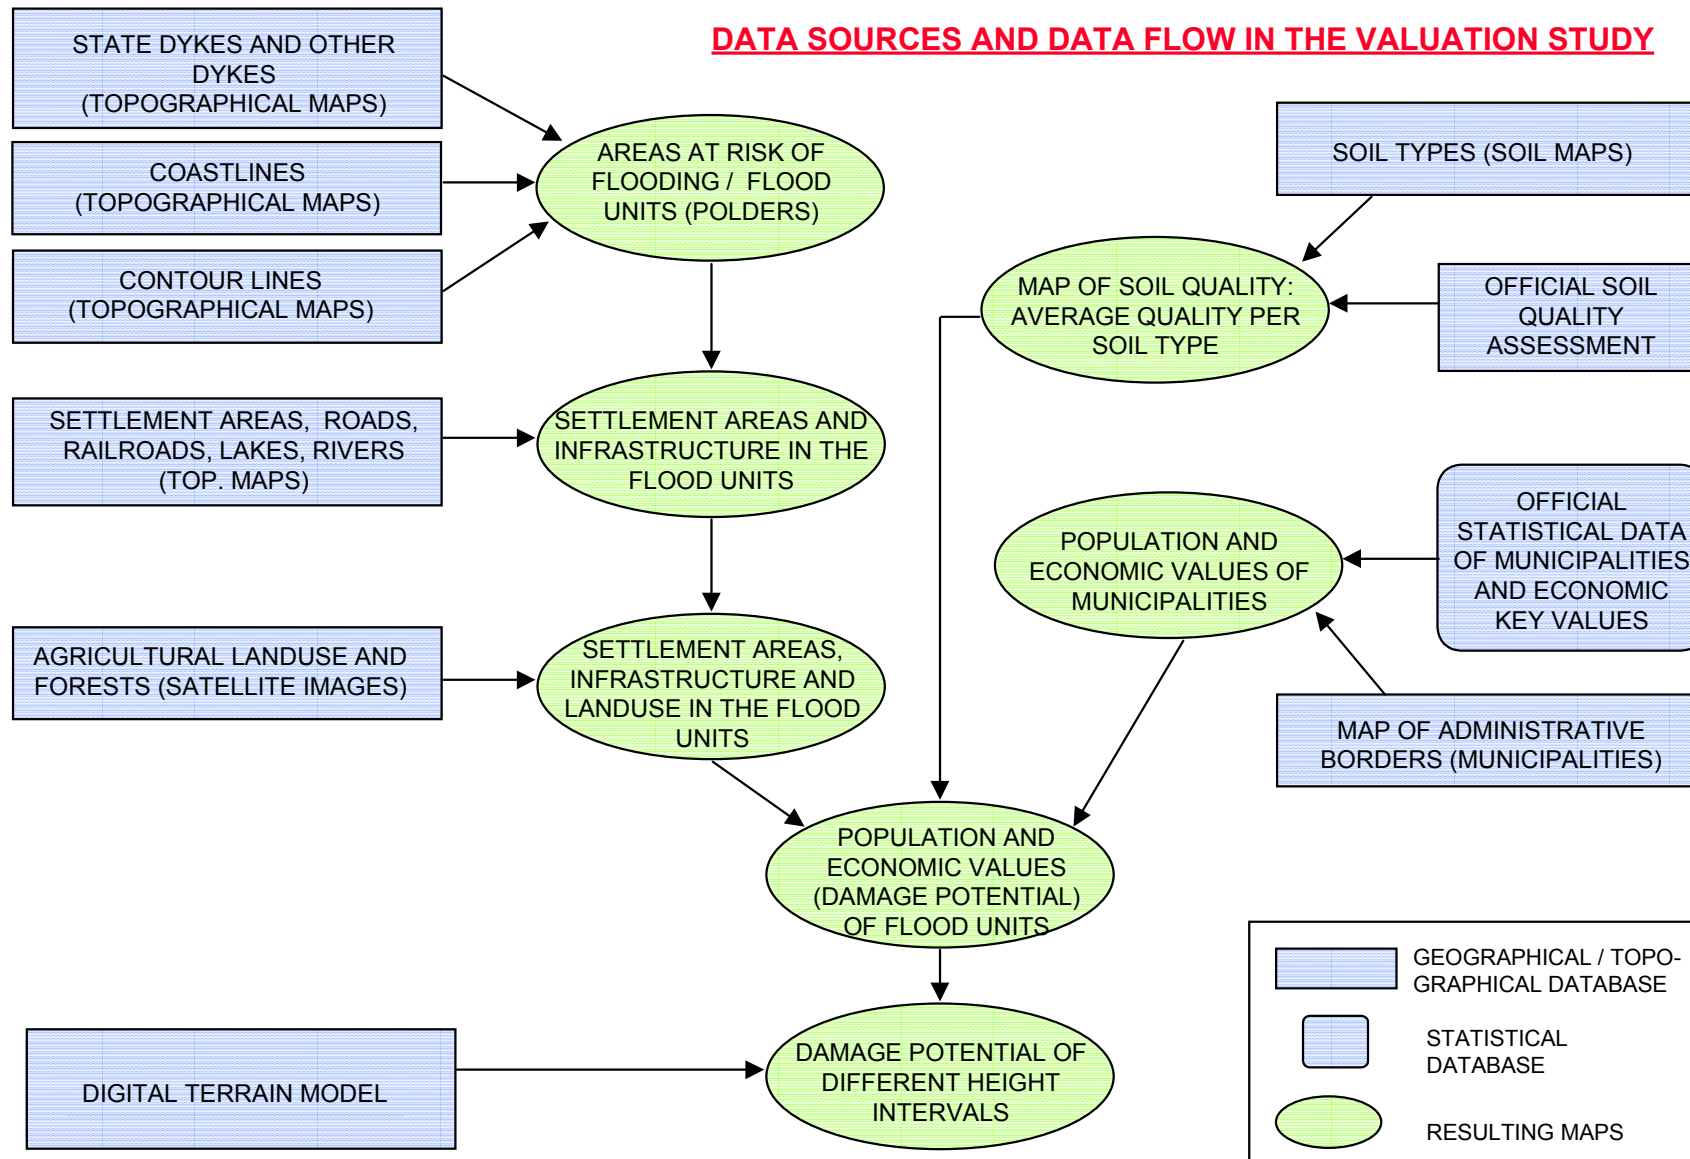 DATA SOURCES AND DATA FLOW IN THE VALUATION STUDY
STATE DYKES AND OTHER
DYKES
(TOPOGRAPHICAL MAPS)
COASTLINES
(TOPOGRAPHICAL MAPS)
CONTOUR LINES
(TOPOGRAPHICAL MAPS)
AREAS AT RISK OF
FLOODING / FLOOD
UNITS (POLDERS)
SOIL TYPES (SOIL MAPS)
MAP OF SOIL QUALITY:
AVERAGE QUALITY PER
SOIL TYPE
OFFICIAL SOIL
QUALITY
ASSESSMENT
SETTLEMENT AREAS, ROADS,
RAILROADS, LAKES, RIVERS
(TOP. MAPS)
SETTLEMENT AREAS AND
INFRASTRUCTURE IN THE
FLOOD UNITS
POPULATION AND
ECONOMIC VALUES OF
MUNICIPALITIES
OFFICIAL
STATISTICAL DATA
OF MUNICIPALITIES
AND ECONOMIC
KEY VALUES
AGRICULTURAL LANDUSE AND
FORESTS (SATELLITE IMAGES)
SETTLEMENT AREAS,
INFRASTRUCTURE AND
LANDUSE IN THE FLOOD
UNITS
MAP OF ADMINISTRATIVE
BORDERS (MUNICIPALITIES)
POPULATION AND
ECONOMIC VALUES
(DAMAGE POTENTIAL)
OF FLOOD UNITS
DIGITAL TERRAIN MODEL
DAMAGE POTENTIAL OF
DIFFERENT HEIGHT
INTERVALS
GEOGRAPHICAL / TOPO-
GRAPHICAL DATABASE
STATISTICAL
DATABASE
RESULTING MAPS